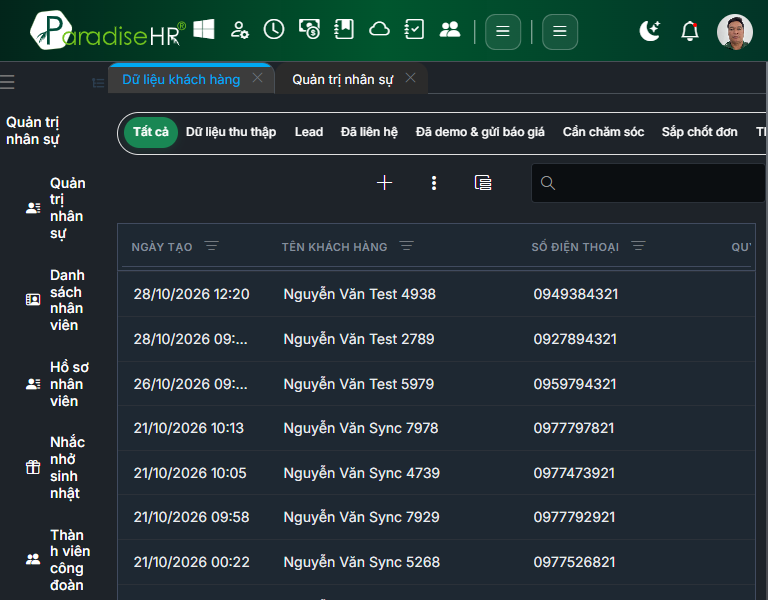 ParadiseHR®
Dữ liệu khách hàng
Quản trị nhân sự
Quản trị
nhân sự
Tất cả
Dữ liệu thu thập
Lead
Đã liên hệ
Đã demo & gửi báo giá
Cần chăm sóc
Sắp chốt đơn
Quản
trị
nhân
sự
Danh
sách
nhân
viên
Hồ sơ
nhân
viên
Nhắc
nhở
sinh
nhật
Thàn
h viên
công
đoàn
NGÀY TẠO
TÊN KHÁCH HÀNG
SỐ ĐIỆN THOẠI
28/10/2026 12:20 Nguyễn Văn Test 4938 0949384321
28/10/2026 09:... Nguyễn Văn Test 2789 0927894321
26/10/2026 09:... Nguyễn Văn Test 5979 0959794321
21/10/2026 10:13 Nguyễn Văn Sync 7978 0977797821
21/10/2026 10:05 Nguyễn Văn Sync 4739 0977473921
21/10/2026 09:58 Nguyễn Văn Sync 7929 0977792921
21/10/2026 00:22 Nguyễn Văn Sync 5268 0977526821